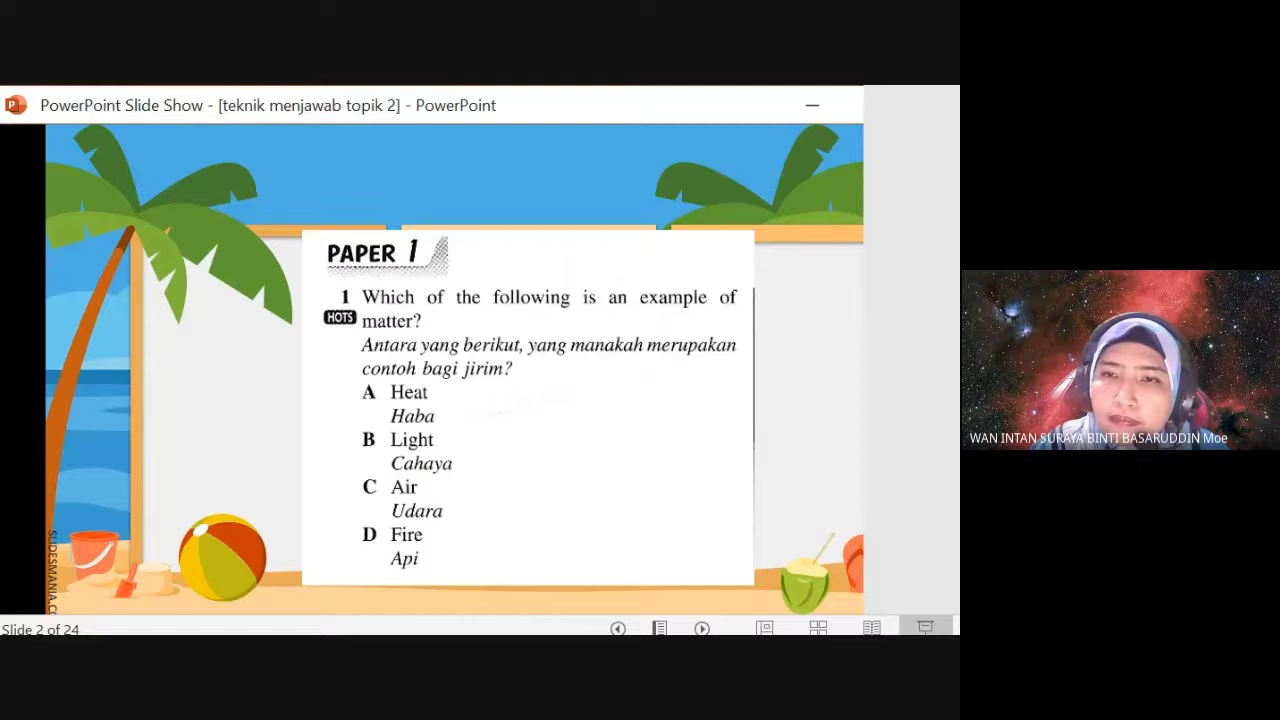 PowerPoint Slide Show - [teknik menjawab topik 2] - PowerPoint
PAPER 1
1 Which of the following is an example of
HOTS matter?
Antara yang berikut, yang manakah merupakan
contoh bagi jirim?
A Heat
Haba
B Light
Cahaya
C Air
Udara
D Fire
Api
Slide 2 of 24
WAN INTAN SURAYA BINTI BASARUDDIN Moe